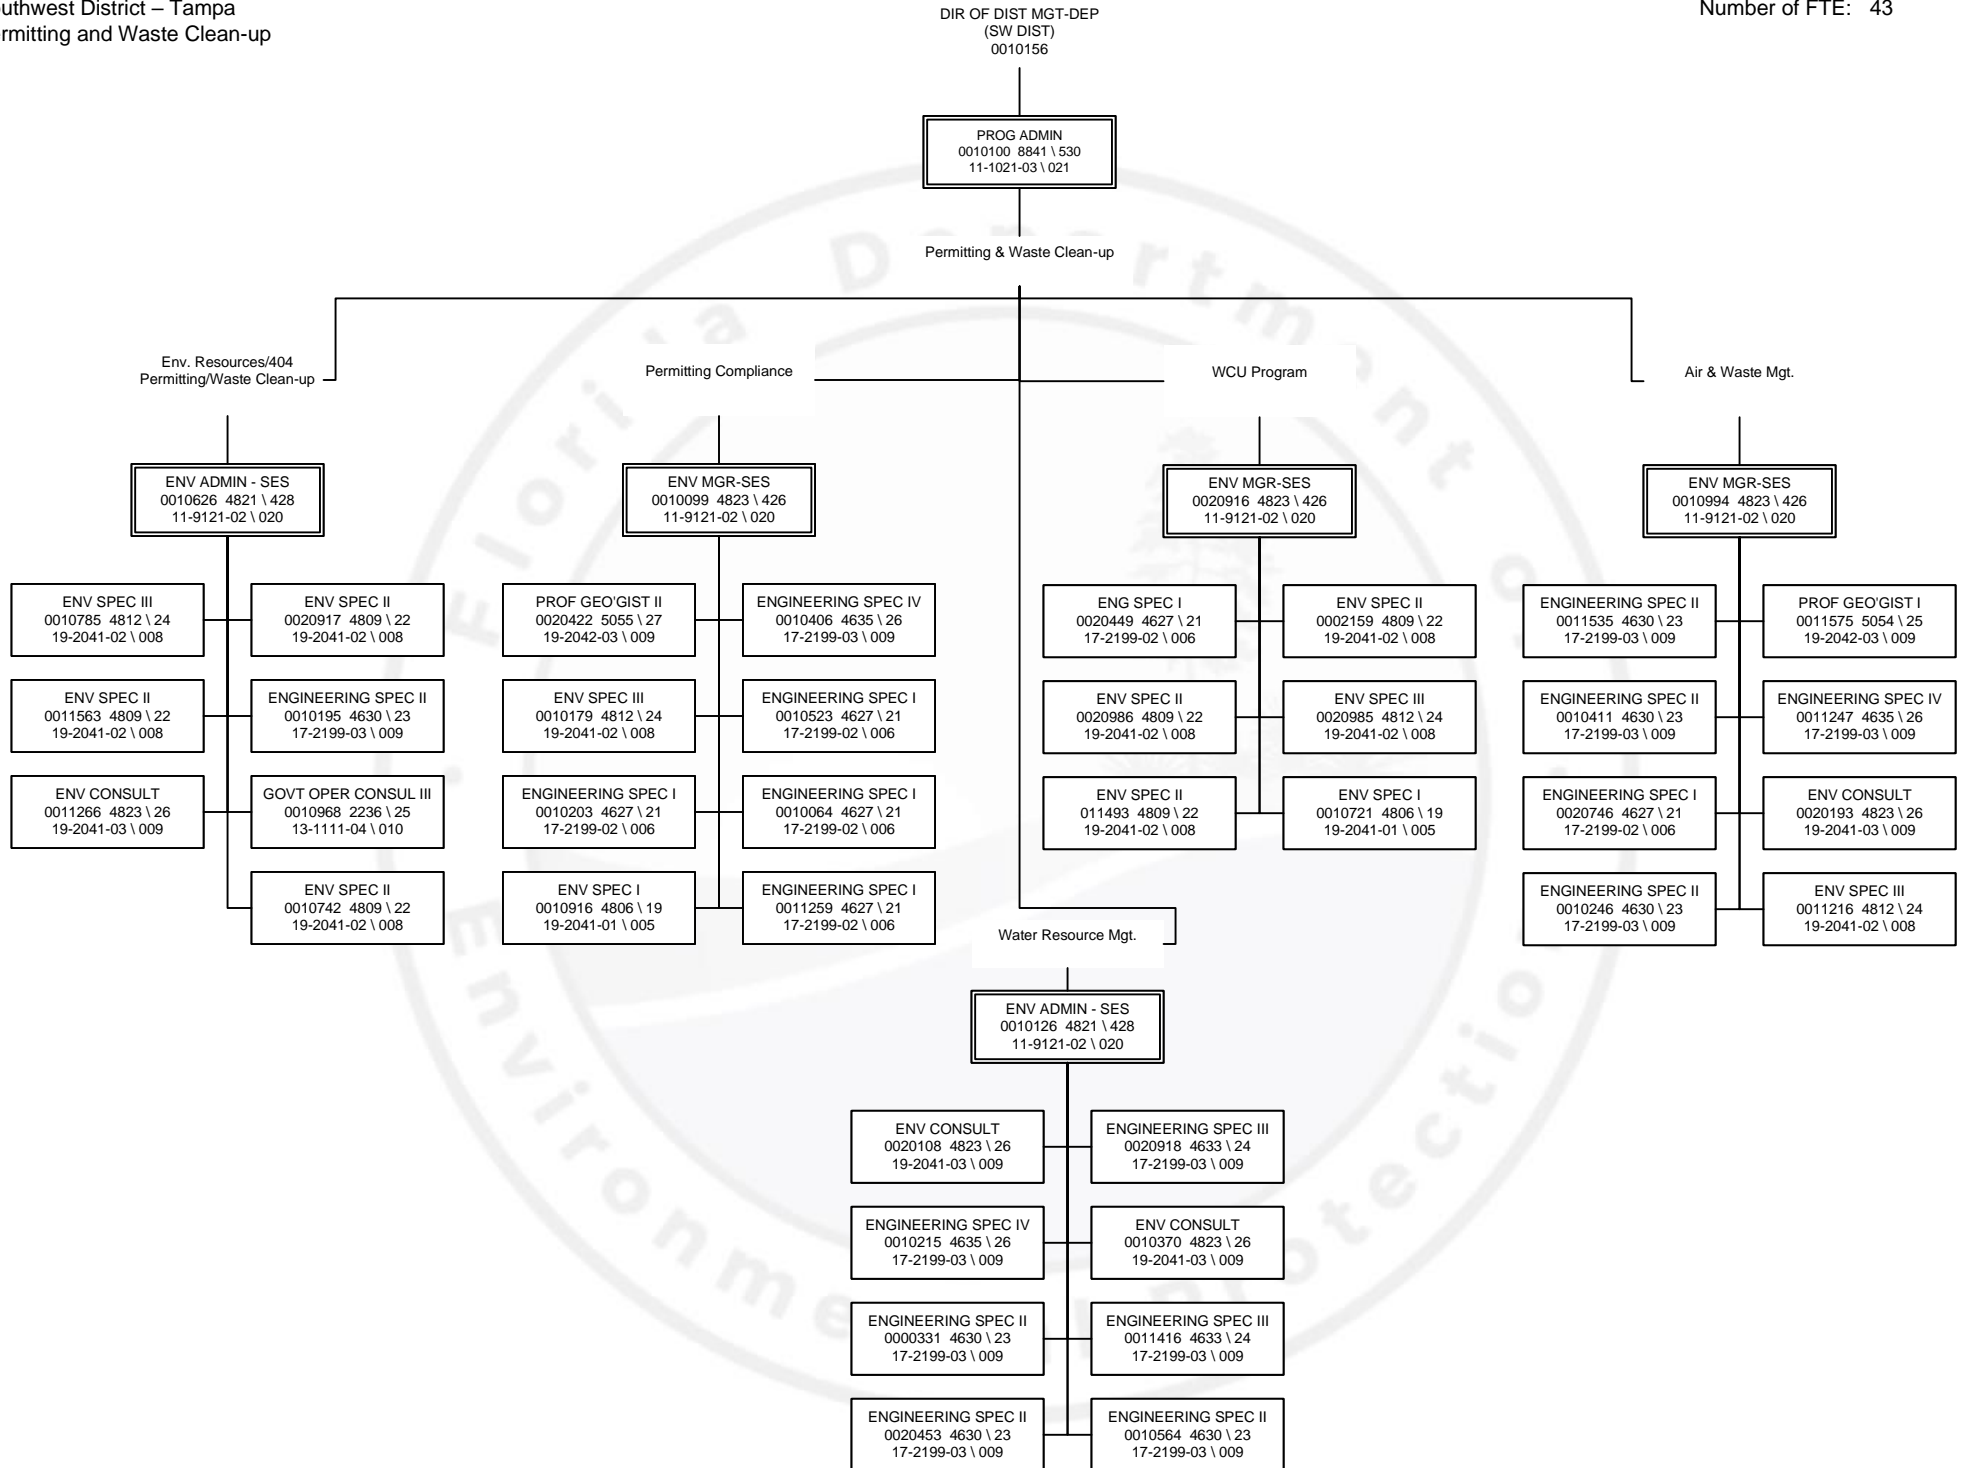 outhwest District – Tampa
ermitting and Waste Clean-up
Number of FTE: 43
DIR OF DIST MGT-DEP
(SW DIST)
0010156
PROG ADMIN
0010100 8841 \ 530
11-1021-03 \ 021
Permitting & Waste Clean-up
Env. Resources/404
Permitting/Waste Clean-up
ENV ADMIN - SES
0010626 4821 \ 428
11-9121-02 \ 020
ENV SPEC III
0010785 4812 \ 24
19-2041-02 \ 008
ENV SPEC II
0020917 4809 \ 22
19-2041-02 \ 008
ENV SPEC II
0011563 4809 \ 22
19-2041-02 \ 008
ENGINEERING SPEC II
0010195 4630 \ 23
17-2199-03 \ 009
ENV CONSULT
0011266 4823 \ 26
19-2041-03 \ 009
GOVT OPER CONSUL III
0010968 2236 \ 25
13-1111-04 \ 010
ENV SPEC II
0010742 4809 \ 22
19-2041-02 \ 008
Permitting Compliance
ENV MGR-SES
0010099 4823 \ 426
11-9121-02 \ 020
PROF GEO'GIST II
0020422 5055 \ 27
19-2042-03 \ 009
ENGINEERING SPEC IV
0010406 4635 \ 26
17-2199-03 \ 009
ENV SPEC III
0010179 4812 \ 24
19-2041-02 \ 008
ENGINEERING SPEC I
0010523 4627 \ 21
17-2199-02 \ 006
ENGINEERING SPEC I
0010203 4627 \ 21
17-2199-02 \ 006
ENGINEERING SPEC I
0010064 4627 \ 21
17-2199-02 \ 006
ENV SPEC I
0010916 4806 \ 19
19-2041-01 \ 005
ENGINEERING SPEC I
0011259 4627 \ 21
17-2199-02 \ 006
WCU Program
ENV MGR-SES
0020916 4823 \ 426
11-9121-02 \ 020
ENG SPEC I
0020449 4627 \ 21
17-2199-02 \ 006
ENV SPEC II
0002159 4809 \ 22
19-2041-02 \ 008
ENV SPEC II
0020986 4809 \ 22
19-2041-02 \ 008
ENV SPEC III
0020985 4812 \ 24
19-2041-02 \ 008
ENV SPEC II
011493 4809 \ 22
19-2041-02 \ 008
ENV SPEC I
0010721 4806 \ 19
19-2041-01 \ 005
Air & Waste Mgt.
ENV MGR-SES
0010994 4823 \ 426
11-9121-02 \ 020
ENGINEERING SPEC II
0011535 4630 \ 23
17-2199-03 \ 009
PROF GEO'GIST I
0011575 5054 \ 25
19-2042-03 \ 009
ENGINEERING SPEC II
0010411 4630 \ 23
17-2199-03 \ 009
ENGINEERING SPEC IV
0011247 4635 \ 26
17-2199-03 \ 009
ENGINEERING SPEC I
0020746 4627 \ 21
17-2199-02 \ 006
ENV CONSULT
0020193 4823 \ 26
19-2041-03 \ 009
ENGINEERING SPEC II
0010246 4630 \ 23
17-2199-03 \ 009
ENV SPEC III
0011216 4812 \ 24
19-2041-02 \ 008
Water Resource Mgt.
ENV ADMIN - SES
0010126 4821 \ 428
11-9121-02 \ 020
ENV CONSULT
0020108 4823 \ 26
19-2041-03 \ 009
ENGINEERING SPEC III
0020918 4633 \ 24
17-2199-03 \ 009
ENGINEERING SPEC IV
0010215 4635 \ 26
17-2199-03 \ 009
ENV CONSULT
0010370 4823 \ 26
19-2041-03 \ 009
ENGINEERING SPEC II
0000331 4630 \ 23
17-2199-03 \ 009
ENGINEERING SPEC III
0011416 4633 \ 24
17-2199-03 \ 009
ENGINEERING SPEC II
0020453 4630 \ 23
17-2199-03 \ 009
ENGINEERING SPEC II
0010564 4630 \ 23
17-2199-03 \ 009